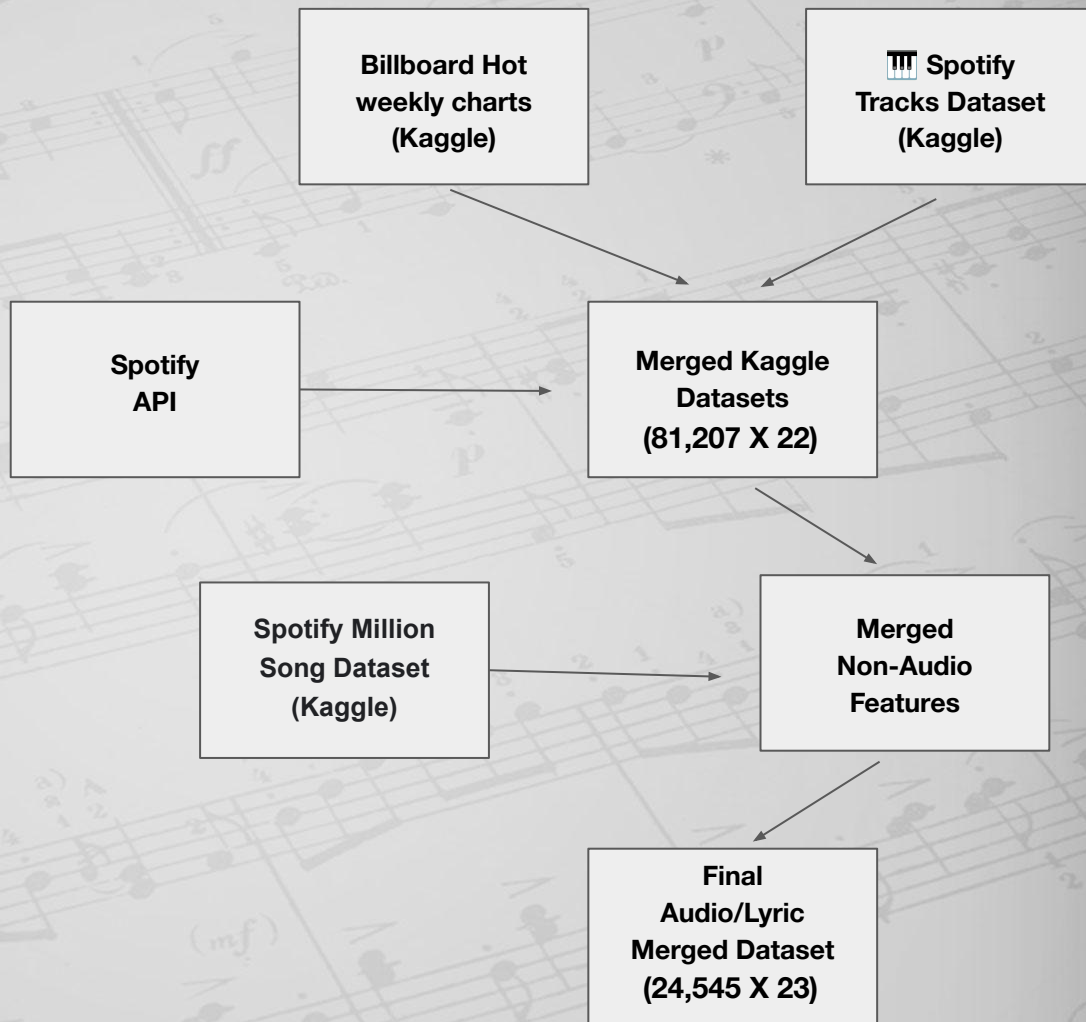 Billboard Hot
weekly charts
(Kaggle)
🎹 Spotify
Tracks Dataset
(Kaggle)
Spotify
API
Merged Kaggle
Datasets
(81,207 X 22)
Spotify Million
Song Dataset
(Kaggle)
Merged
Non-Audio
Features
Final
Audio/Lyric
Merged Dataset
(24,545 X 23)
(mf)